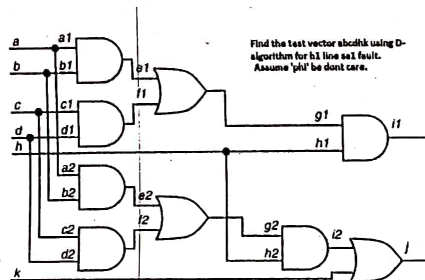 Find the test vector abcdhk using D-
algorithm for h1 line sa1 fault.
Assume 'phi' be dont care.
a a1
b b1
e1
c c1
f1
d d1
h
g1
i1
h1
a2
b2
e2
c2
f2
g2
d2
h2
i2
j
k